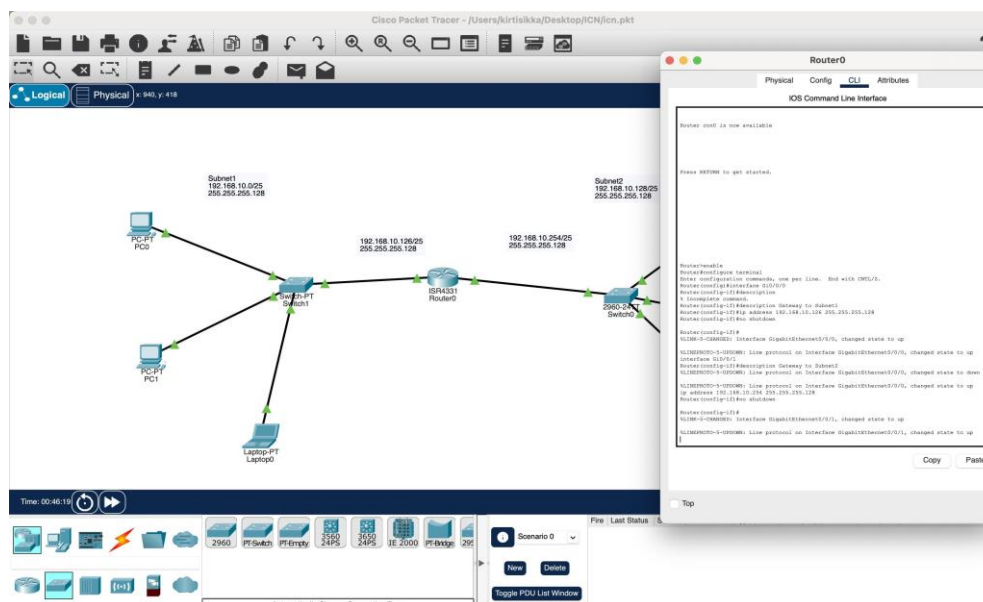 Cisco Packet Tracer - /Users/kirtisikka/Desktop/ICN/icn.pkt
Logical
Physical
x: 940, y: 418
Subnet1
192.168.10.0/25
255.255.255.128
Subnet2
192.168.10.128/25
255.255.255.128
192.168.10.126/25
255.255.255.128
192.168.10.254/25
255.255.255.128
PC-PT
PC0
Switch-PT
Switch1
ISR4331
Router0
2960-24TT
Switch0
PC-PT
PC1
Laptop-PT
Laptop0
Router0
Physical Config CLI Attributes
IOS Command Line Interface
Router con0 is now available
Press RETURN to get started.
Router>enable
Router#configure terminal
Enter configuration commands, one per line. End with CNTL/Z.
Router(config)#interface Gi0/0/0
Router(config-if)#description
% Incomplete command.
Router(config-if)#description Gateway to Subnet1
Router(config-if)#ip address 192.168.10.126 255.255.255.128
Router(config-if)#no shutdown
Router(config-if)#
%LINK-5-CHANGED: Interface GigabitEthernet0/0/0, changed state to up
%LINEPROTO-5-UPDOWN: Line protocol on Interface GigabitEthernet0/0/0, changed state to up
interface Gi0/0/1
Router(config-if)#description Gateway to Subnet2
%LINEPROTO-5-UPDOWN: Line protocol on Interface GigabitEthernet0/0/0, changed state to down
%LINEPROTO-5-UPDOWN: Line protocol on Interface GigabitEthernet0/0/0, changed state to up
ip address 192.168.10.254 255.255.255.128
Router(config-if)#no shutdown
Router(config-if)#
%LINK-5-CHANGED: Interface GigabitEthernet0/0/1, changed state to up
%LINEPROTO-5-UPDOWN: Line protocol on Interface GigabitEthernet0/0/1, changed state to up
Copy Paste
Top
Time: 00:46:19
2960
PT-Switch
PT-Empty
3560
24PS
3650
24PS
IE 2000
PT-Bridge
Scenario 0
New Delete
Toggle PDU List Window
Fire Last Status